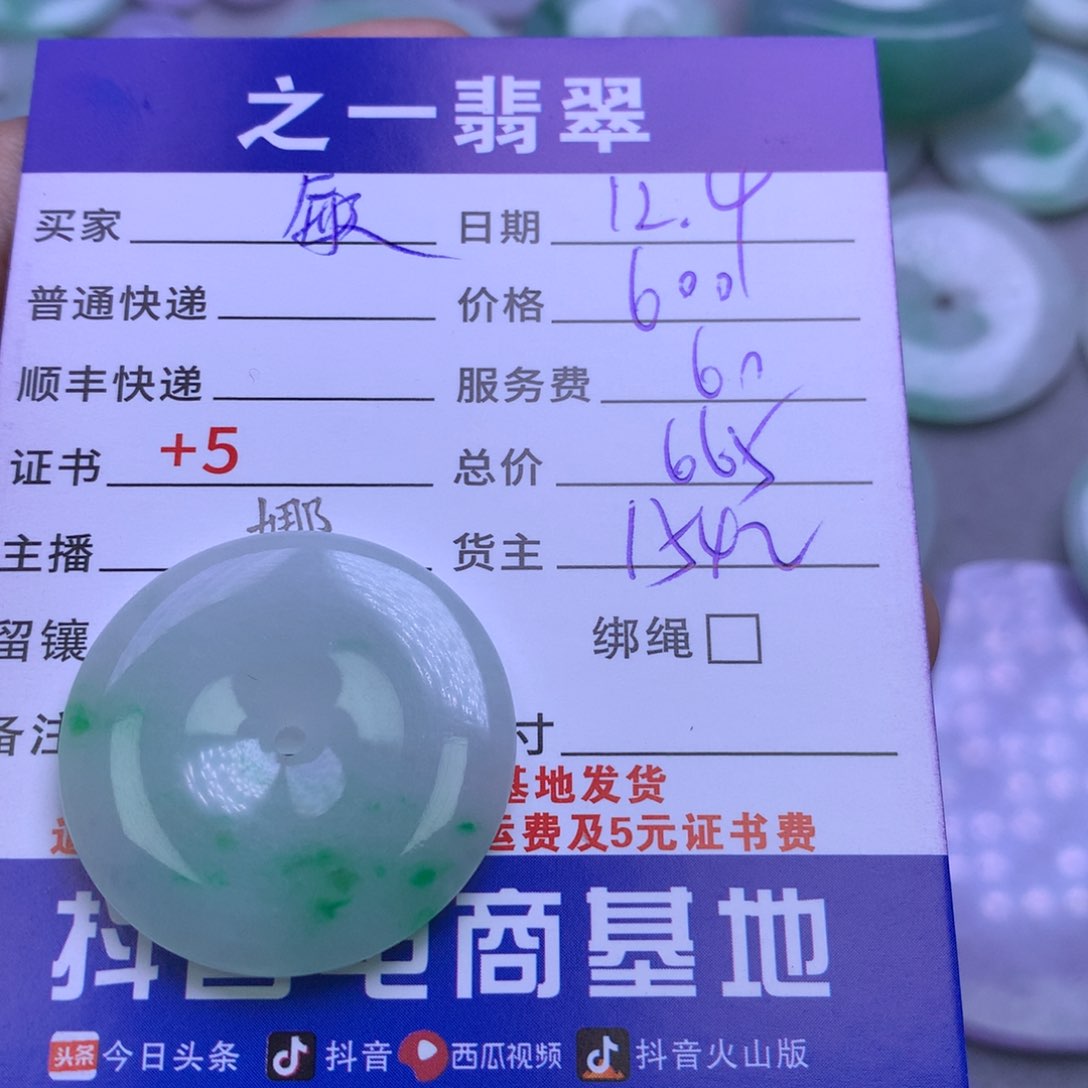 之一翡翠
买家 日期 12.4
普通快递 价格 600
顺丰快递 服务费 60
证书 +5 总价 665
主播 娜 货主 1542
留镶 绑绳
备注 寸
基地发货
运费及5元证书费
抖音电商基地
头条 今日头条 抖音 西瓜视频 抖音火山版